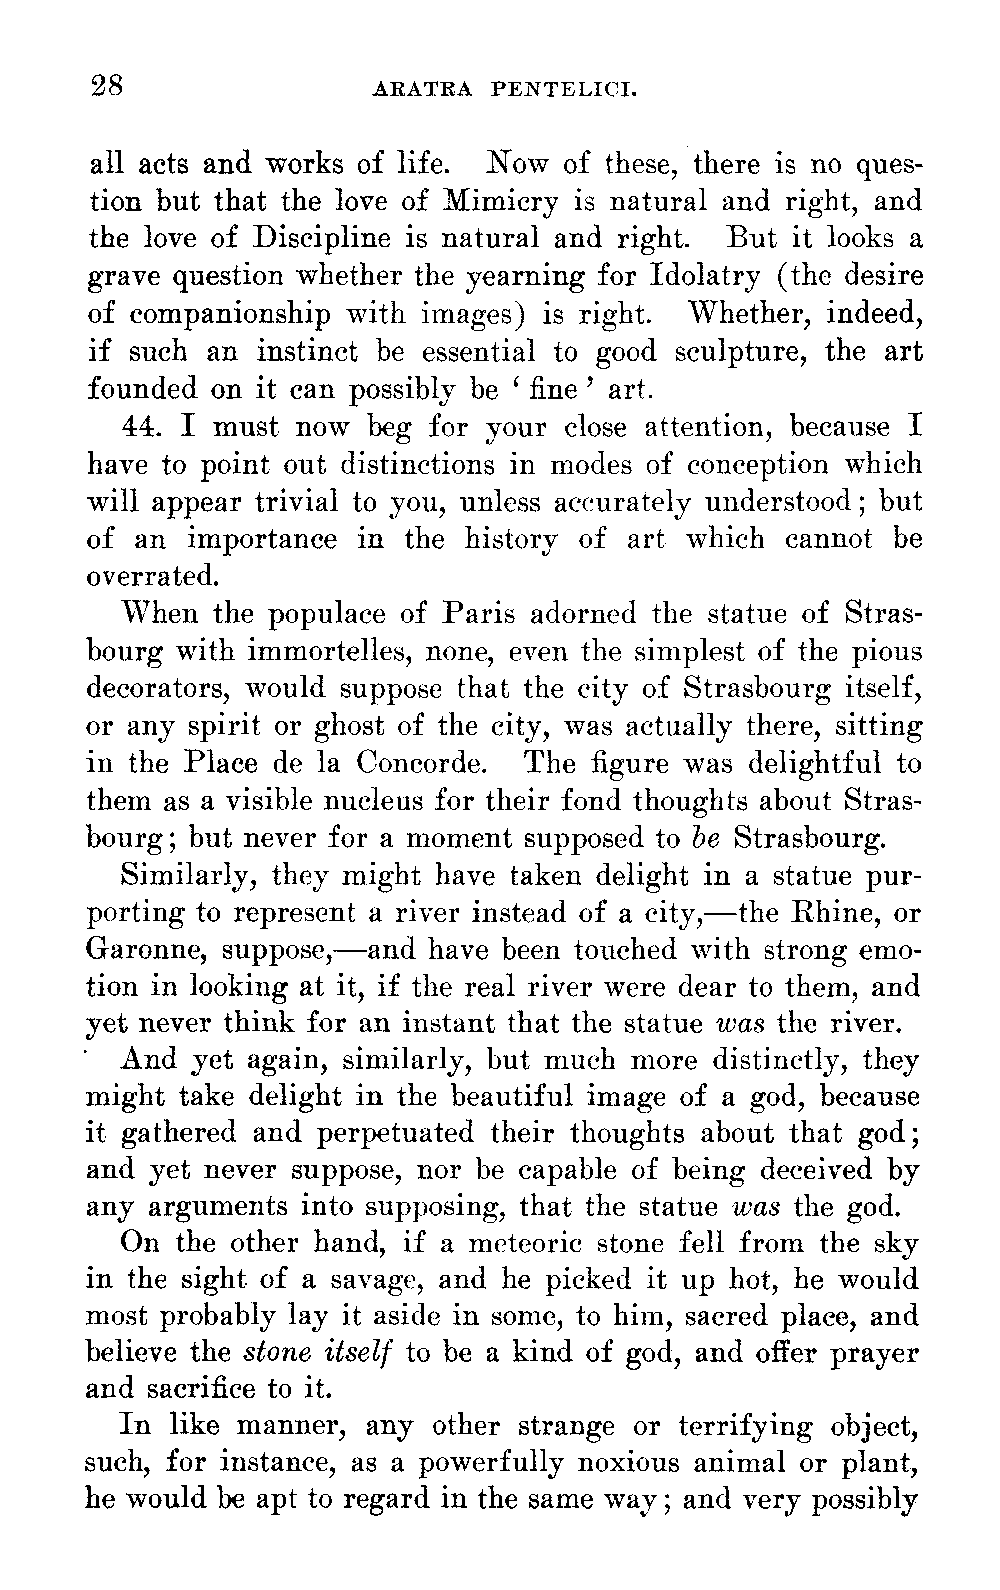 28 ARATRA PENTELICI.
all acts and works of life. Now of these, there is no ques-
tion but that the love of Mimicry is natural and right, and
the love of Discipline is natural and right. But it looks a
grave question whether the yearning for Idolatry (the desire
of companionship with images) is right. Whether, indeed,
if such an instinct be essential to good sculpture, the art
founded on it can possibly be ‘ fine ’ art.
44. I must now beg for your close attention, because I
have to point out distinctions in modes of conception which
will appear trivial to you, unless accurately understood; but
of an importance in the history of art which cannot be
overrated.
When the populace of Paris adorned the statue of Stras-
bourg with immortelles, none, even the simplest of the pious
decorators, would suppose that the city of Strasbourg itself,
or any spirit or ghost of the city, was actually there, sitting
in the Place de la Concorde. The figure was delightful to
them as a visible nucleus for their fond thoughts about Stras-
bourg; but never for a moment supposed to be Strasbourg.
Similarly, they might have taken delight in a statue pur-
porting to represent a river instead of a city,—the Rhine, or
Garonne, suppose,—and have been touched with strong emo-
tion in looking at it, if the real river were dear to them, and
yet never think for an instant that the statue was the river.
And yet again, similarly, but much more distinctly, they
might take delight in the beautiful image of a god, because
it gathered and perpetuated their thoughts about that god;
and yet never suppose, nor be capable of being deceived by
any arguments into supposing, that the statue was the god.
On the other hand, if a meteoric stone fell from the sky
in the sight of a savage, and he picked it up hot, he would
most probably lay it aside in some, to him, sacred place, and
believe the stone itself to be a kind of god, and offer prayer
and sacrifice to it.
In like manner, any other strange or terrifying object,
such, for instance, as a powerfully noxious animal or plant,
he would be apt to regard in the same way; and very possibly